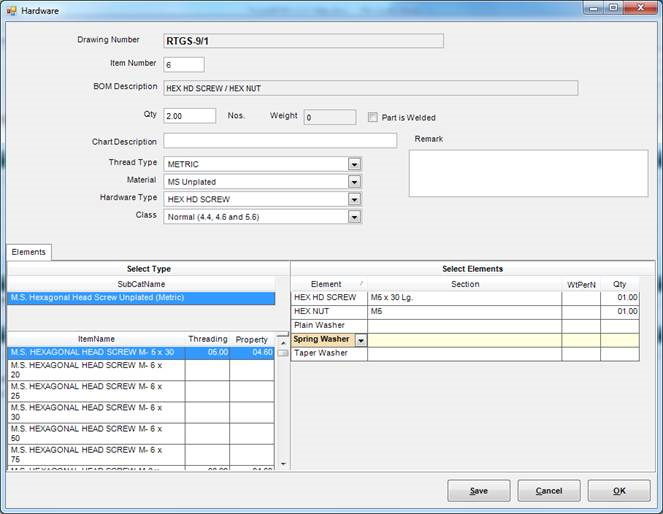 Hardware
Drawing Number RTGS-9/1
Item Number 6
BOM Description HEX HD SCREW / HEX NUT
Qty 2.00 Nos. Weight 0 Part is Welded
Chart Description Remark
Thread Type METRIC
Material MS Unplated
Hardware Type HEX HD SCREW
Class Normal (4.4, 4.6 and 5.6)
Elements
Select Type Select Elements
SubCatName Element Section WtPerN Qty
M.S. Hexagonal Head Screw Unplated (Metric) HEX HD SCREW M5 x 30 Lg. 01.00
HEX NUT M5 01.00
Plain Washer
ItemName Threading Property Spring Washer
M.S. HEXAGONAL HEAD SCREW M- 5 x 30 05.00 04.60 Taper Washer
M.S. HEXAGONAL HEAD SCREW M- 6 x
20
M.S. HEXAGONAL HEAD SCREW M- 6 x
25
M.S. HEXAGONAL HEAD SCREW M- 6 x
30
M.S. HEXAGONAL HEAD SCREW M- 6 x
50
M.S. HEXAGONAL HEAD SCREW M- 6 x
75
Save Cancel OK